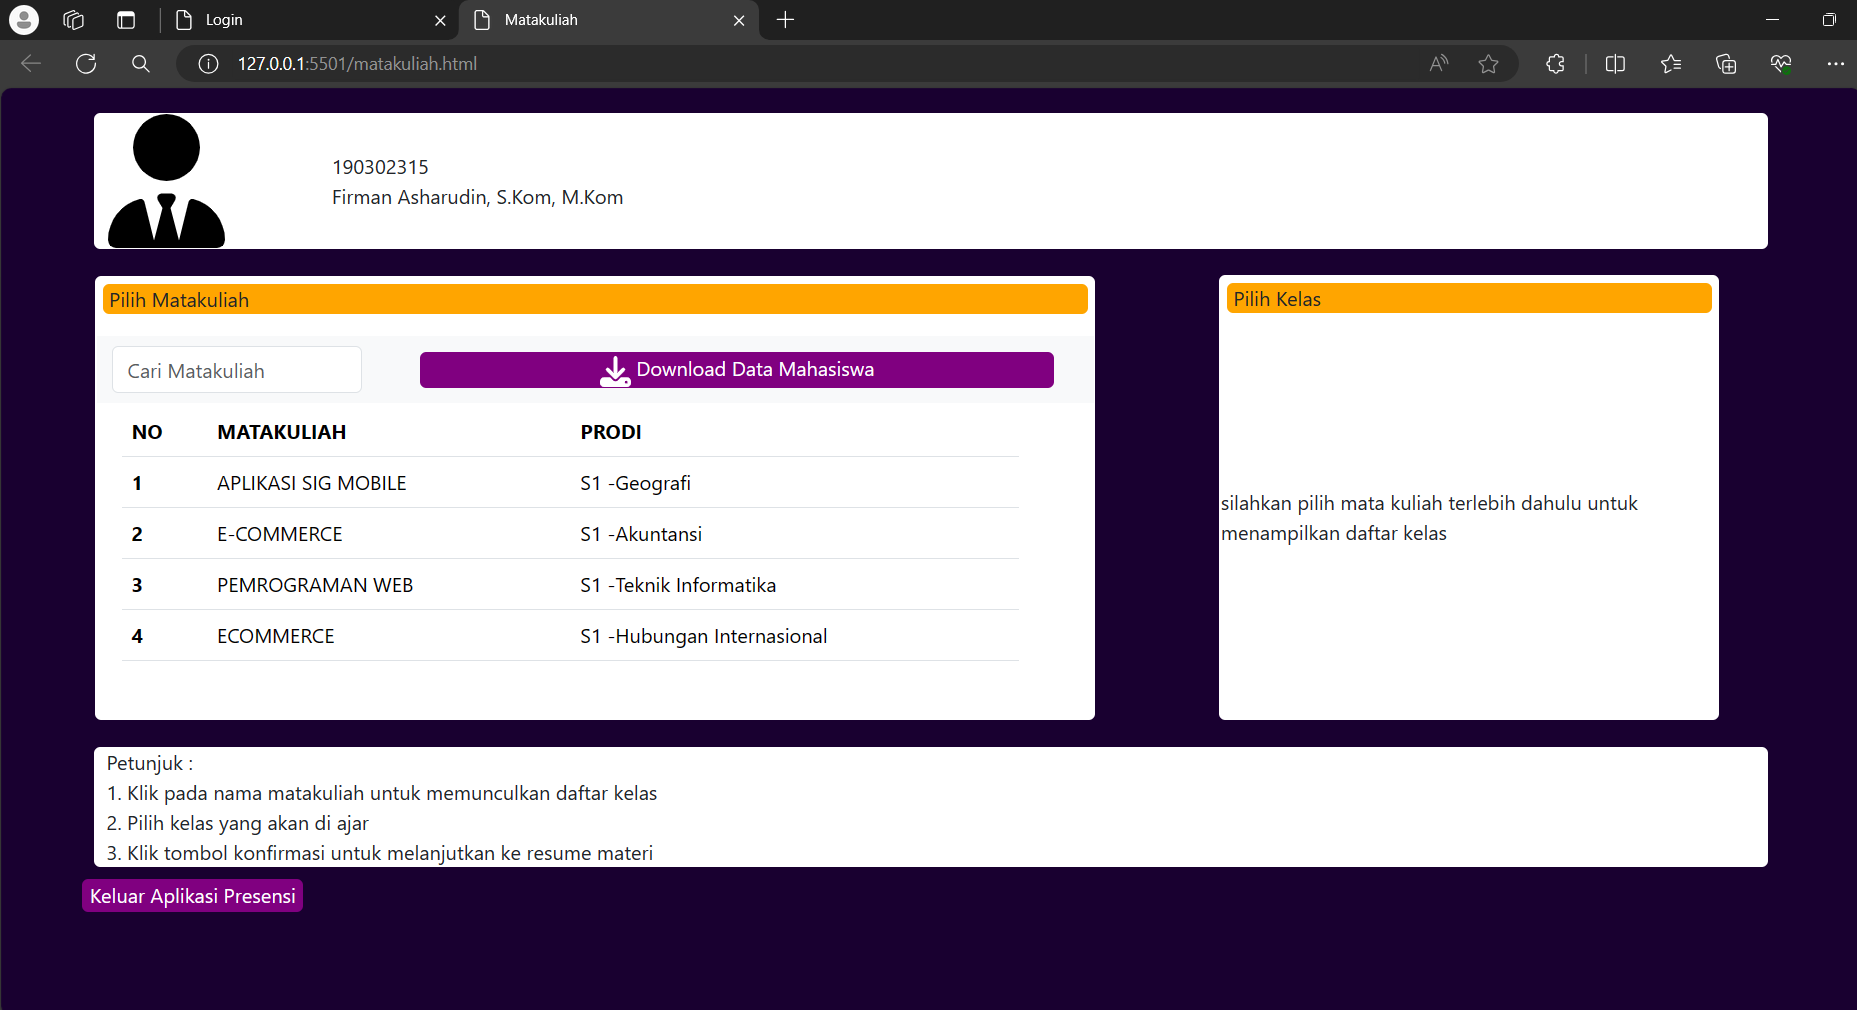 Login
Matakuliah
127.0.0.1:5501/matakuliah.html
190302315
Firman Asharudin, S.Kom, M.Kom
Pilih Matakuliah
Cari Matakuliah
Download Data Mahasiswa
NO MATAKULIAH PRODI
1 APLIKASI SIG MOBILE S1 -Geografi
2 E-COMMERCE S1 -Akuntansi
3 PEMROGRAMAN WEB S1 -Teknik Informatika
4 ECOMMERCE S1 -Hubungan Internasional
Pilih Kelas
silahkan pilih mata kuliah terlebih dahulu untuk
menampilkan daftar kelas
Petunjuk :
1. Klik pada nama matakuliah untuk memunculkan daftar kelas
2. Pilih kelas yang akan di ajar
3. Klik tombol konfirmasi untuk melanjutkan ke resume materi
Keluar Aplikasi Presensi